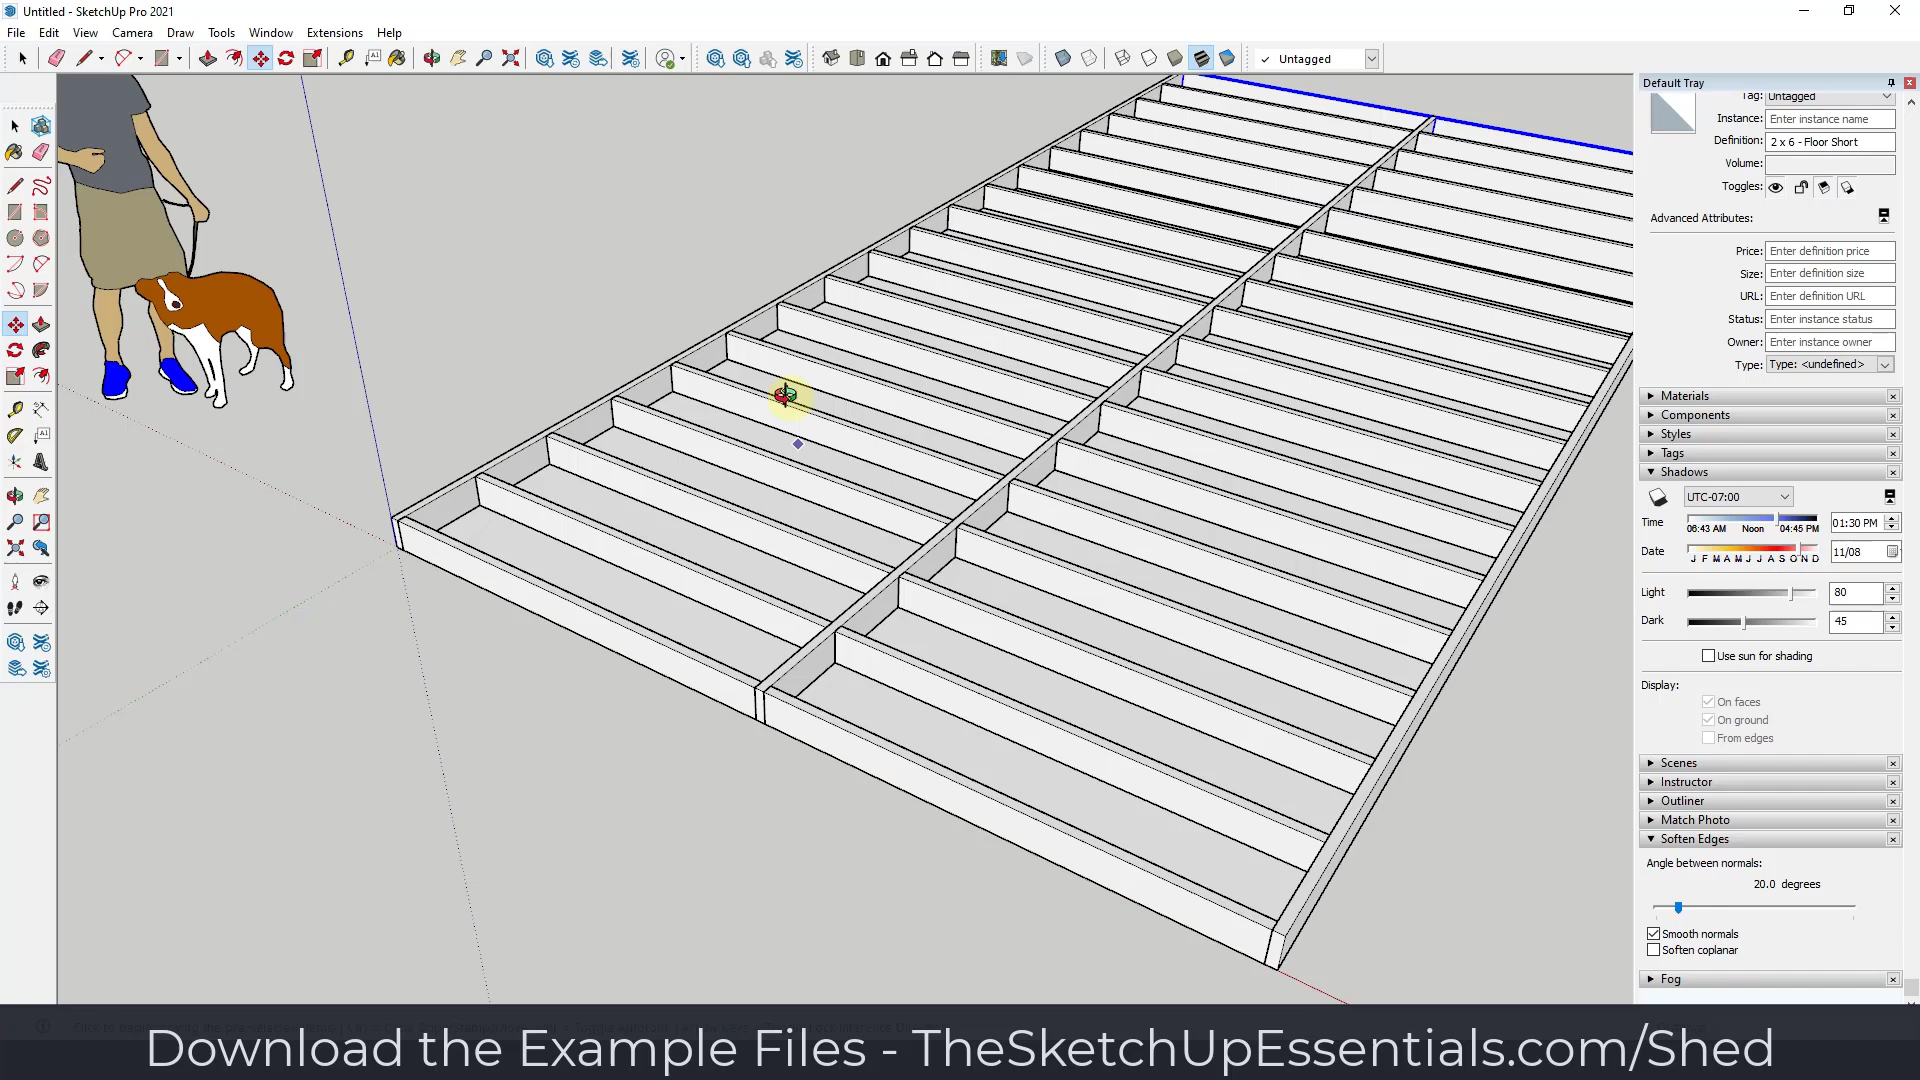 Untitled - SketchUp Pro 2021
File Edit View Camera Draw Tools Window Extensions Help
Untagged
Default Tray
Tag: Untagged
Instance: Enter instance name
Definition: 2 x 6 - Floor Short
Volume:
Toggles:
Advanced Attributes:
Price: Enter definition price
Size: Enter definition size
URL: Enter definition URL
Status: Enter instance status
Owner: Enter instance owner
Type: Type: <undefined>
Materials
Components
Styles
Tags
Shadows
UTC-07:00
Time 01:30 PM
06:43 AM Noon 04:45 PM
Date 11/08
J F M A M J J A S O N D
Light 80
Dark 45
Use sun for shading
Display:
On faces
On ground
From edges
Scenes
Instructor
Outliner
Match Photo
Soften Edges
Angle between normals:
20.0 degrees
Smooth normals
Soften coplanar
Fog
Download the Example Files - TheSketchUpEssentials.com/Shed